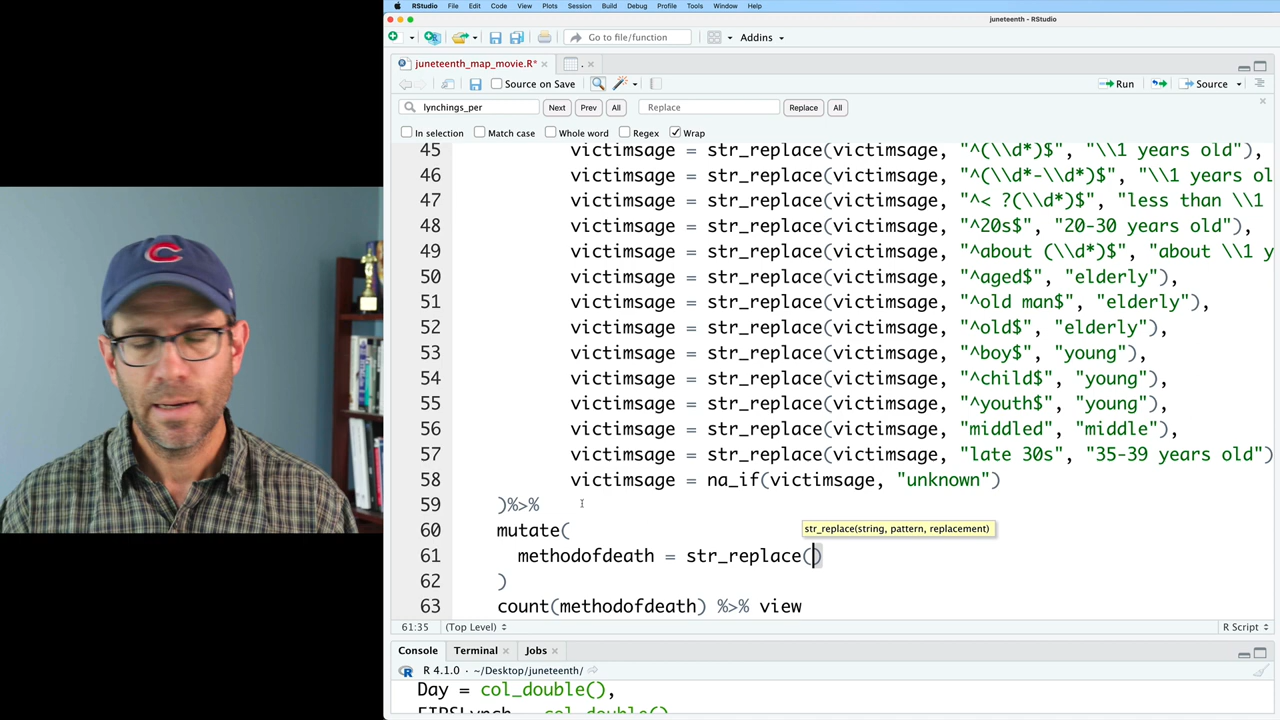 RStudio File Edit Code View Plots Session Build Debug Profile Tools Window Help
juneteenth - RStudio
Go to file/function Addins
juneteenth_map_movie.R* .
Source on Save Run Source
lynchings_per Next Prev All Replace Replace All
In selection Match case Whole word Regex Wrap
45 victimsage = str_replace(victimsage, "^(\\d*)$", "\\1 years old"),
46 victimsage = str_replace(victimsage, "^(\\d*-\\d*)$", "\\1 years ol
47 victimsage = str_replace(victimsage, "^< ?(\\d*)$", "less than \\1
48 victimsage = str_replace(victimsage, "^20s$", "20-30 years old"),
49 victimsage = str_replace(victimsage, "^about (\\d*)$", "about \\1 y
50 victimsage = str_replace(victimsage, "^aged$", "elderly"),
51 victimsage = str_replace(victimsage, "^old man$", "elderly"),
52 victimsage = str_replace(victimsage, "^old$", "elderly"),
53 victimsage = str_replace(victimsage, "^boy$", "young"),
54 victimsage = str_replace(victimsage, "^child$", "young"),
55 victimsage = str_replace(victimsage, "^youth$", "young"),
56 victimsage = str_replace(victimsage, "middled", "middle"),
57 victimsage = str_replace(victimsage, "late 30s", "35-39 years old")
58 victimsage = na_if(victimsage, "unknown")
59 )%>%
60 mutate(
str_replace(string, pattern, replacement)
61 methodofdeath = str_replace()
62 )
63 count(methodofdeath) %>% view
61:35 (Top Level) R Script
Console Terminal Jobs
R 4.1.0 · ~/Desktop/juneteenth/
Day = col_double(),
FIPSLynch = col_double()